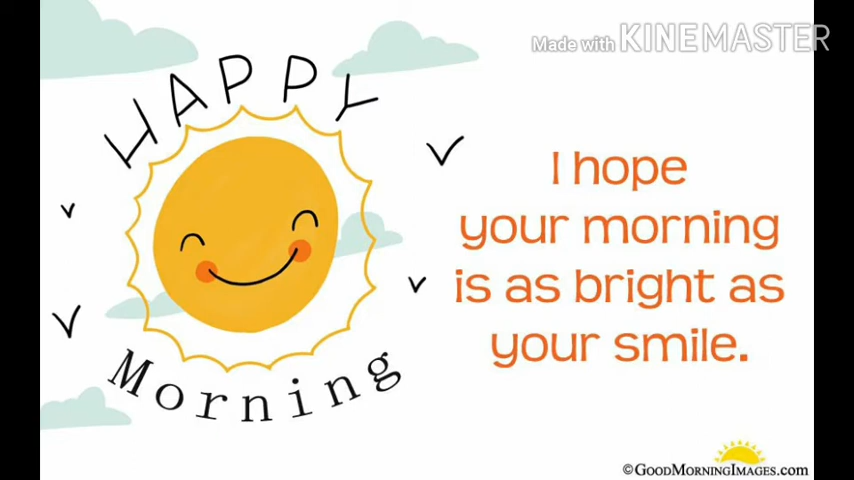 Made with KINEMASTER
HAPPY
Morning
I hope
your morning
is as bright as
your smile.
©GOODMORNINGIMAGES.COM